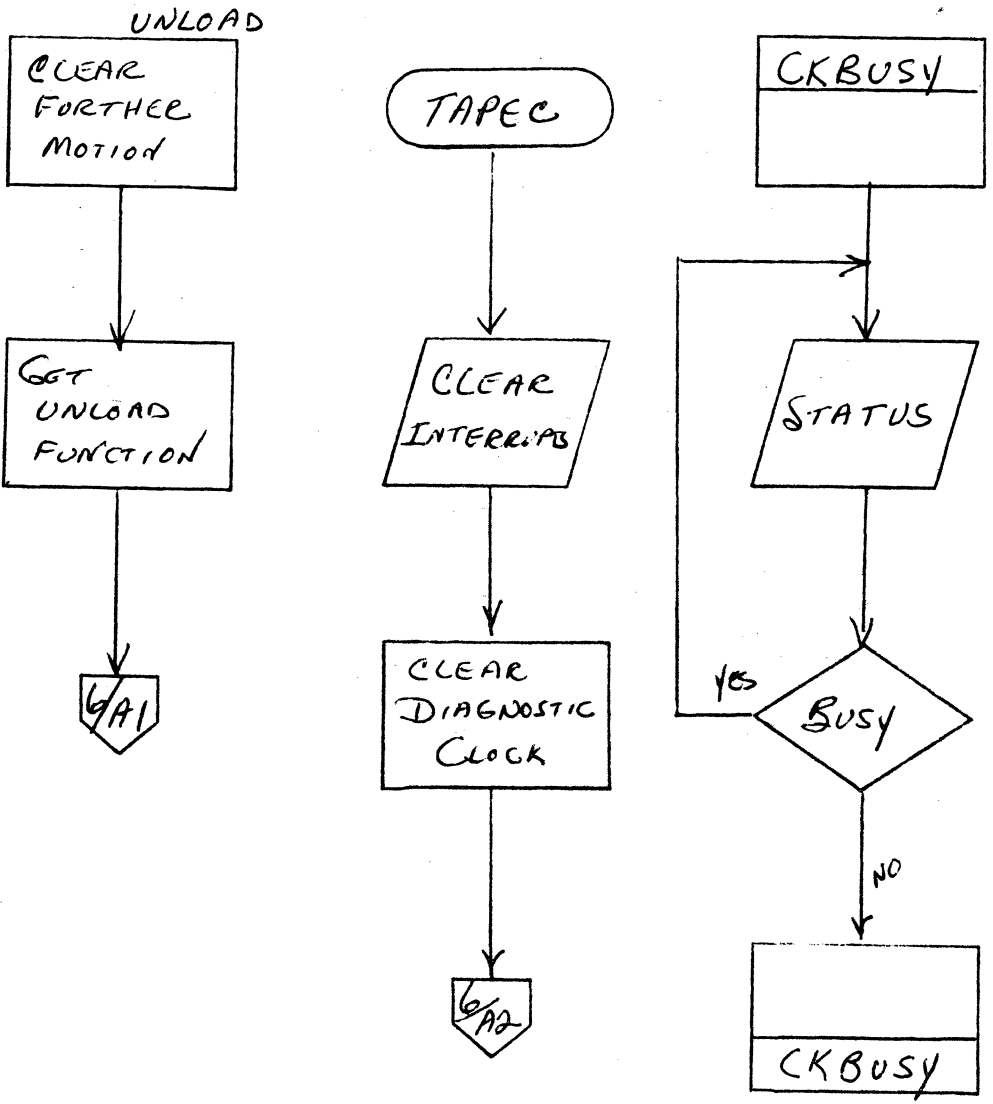 UNLOAD
CLEAR
FURTHER
MOTION
GET
UNLOAD
FUNCTION
6/A1
TAPEC
CLEAR
INTERRUPTS
CLEAR
DIAGNOSTIC
CLOCK
6/A2
CKBUSY
STATUS
BUSY
YES
NO
CKBUSY